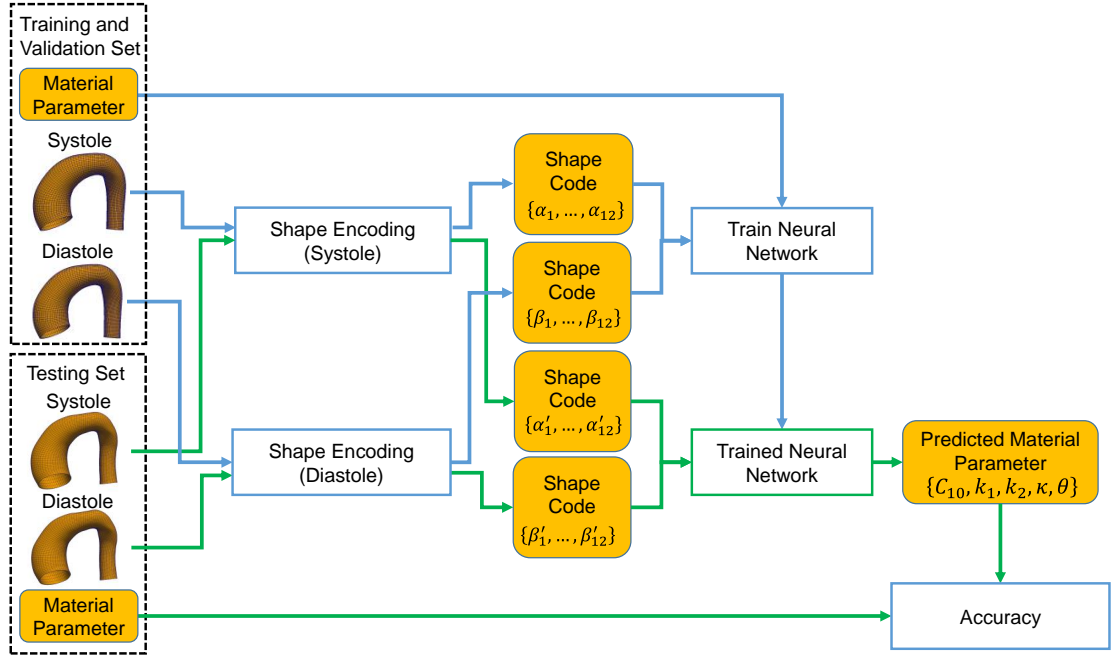 Training and
Validation Set
Material
Parameter
Systole
Diastole
Testing Set
Systole
Diastole
Material
Parameter
Shape Encoding
(Systole)
Shape Encoding
(Diastole)
Shape
Code
{α₁, … , α₁₂}
Shape
Code
{β₁, … , β₁₂}
Shape
Code
{α′₁, … , α′₁₂}
Shape
Code
{β′₁, … , β′₁₂}
Train Neural
Network
Trained Neural
Network
Predicted Material
Parameter
{C₁₀, k₁, k₂, κ, θ}
Accuracy